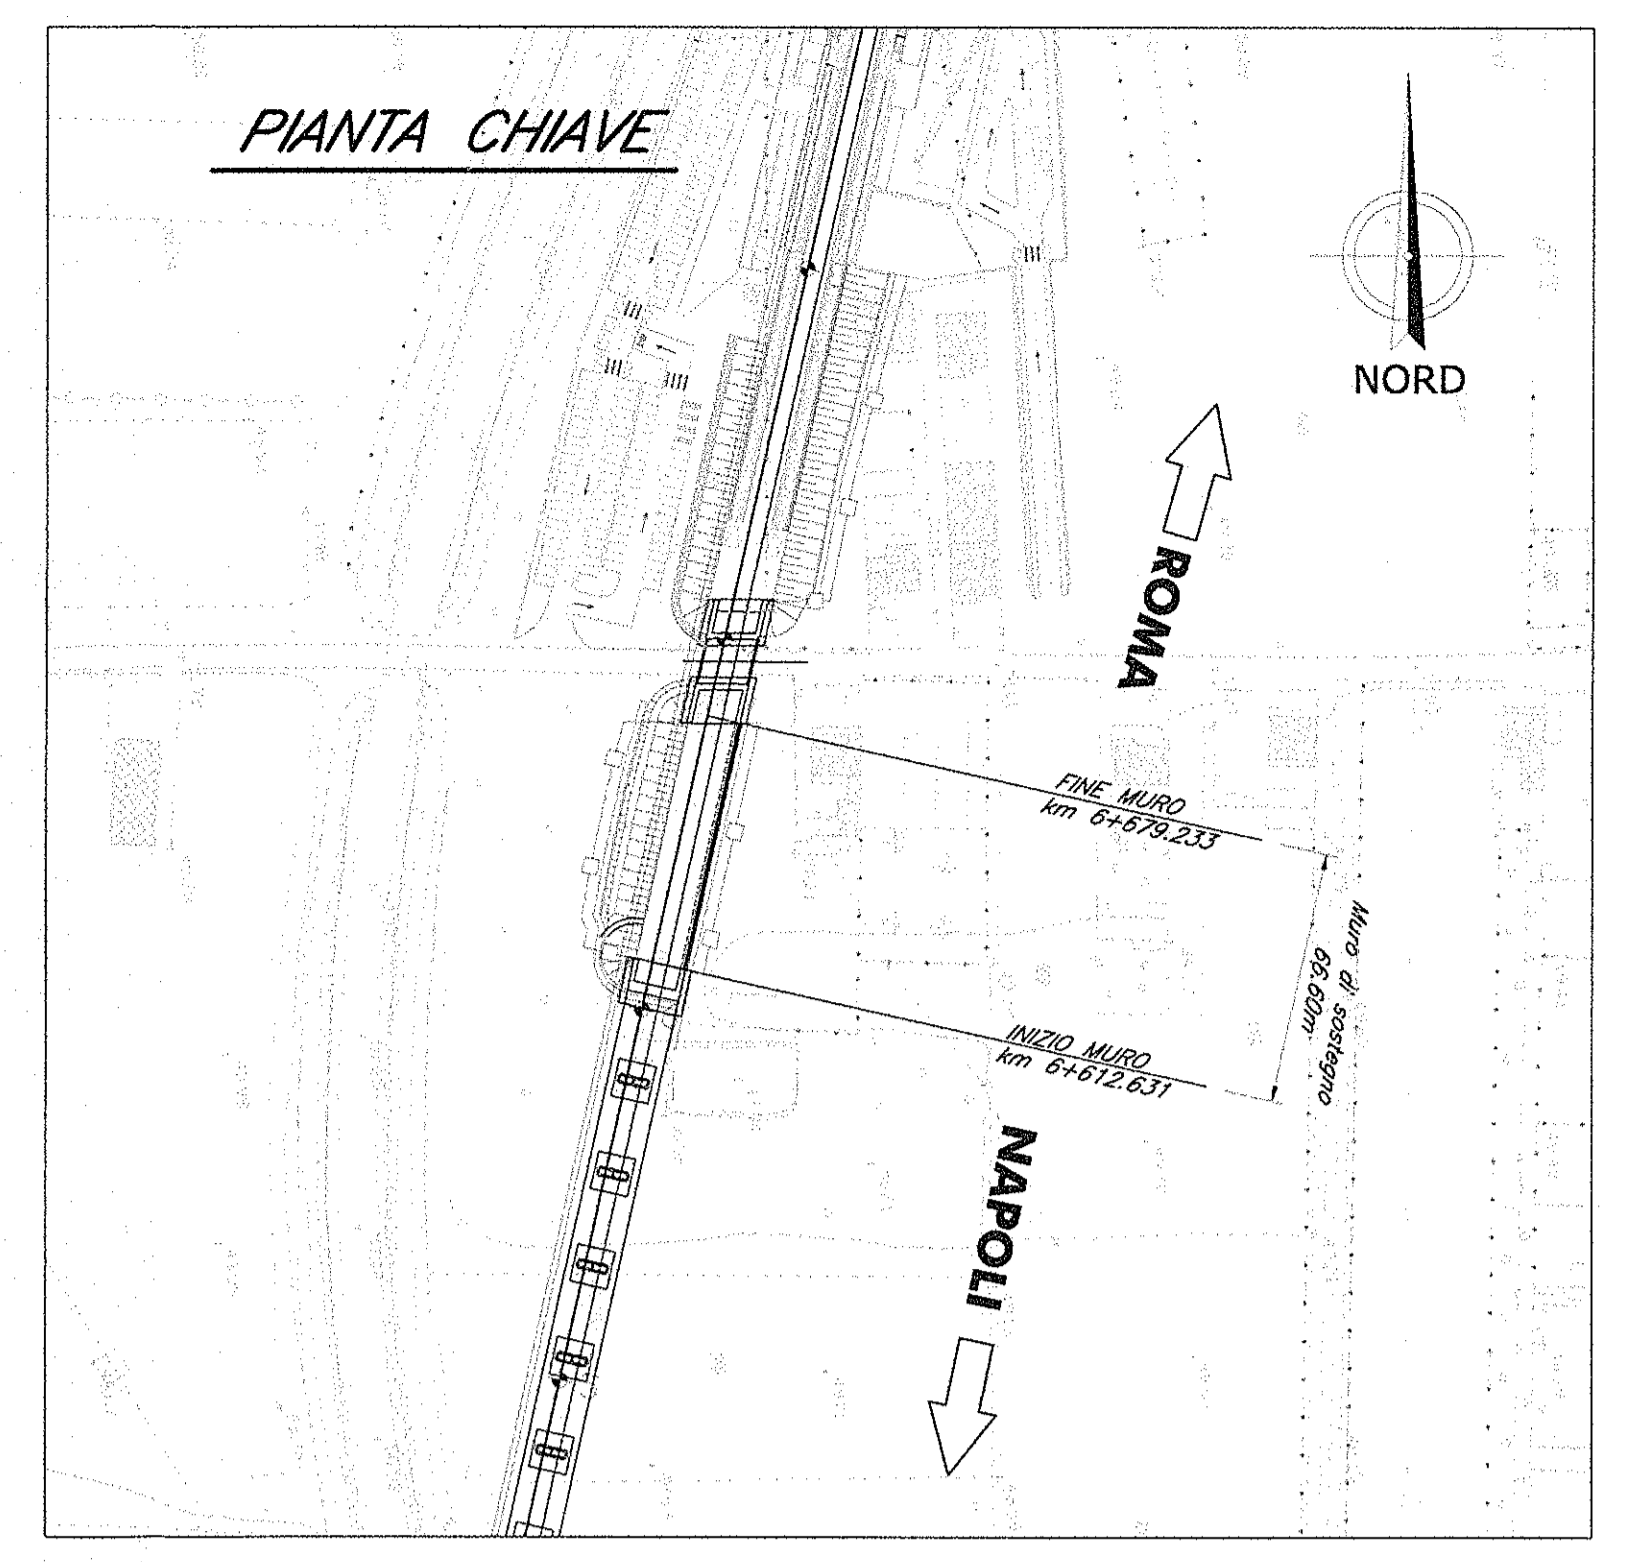 PIANTA CHIAVE
NORD
ROMA
FINE MURO
km 6+679.233
Muro di sostegno
66.60m
INIZIO MURO
km 6+612.631
NAPOLI